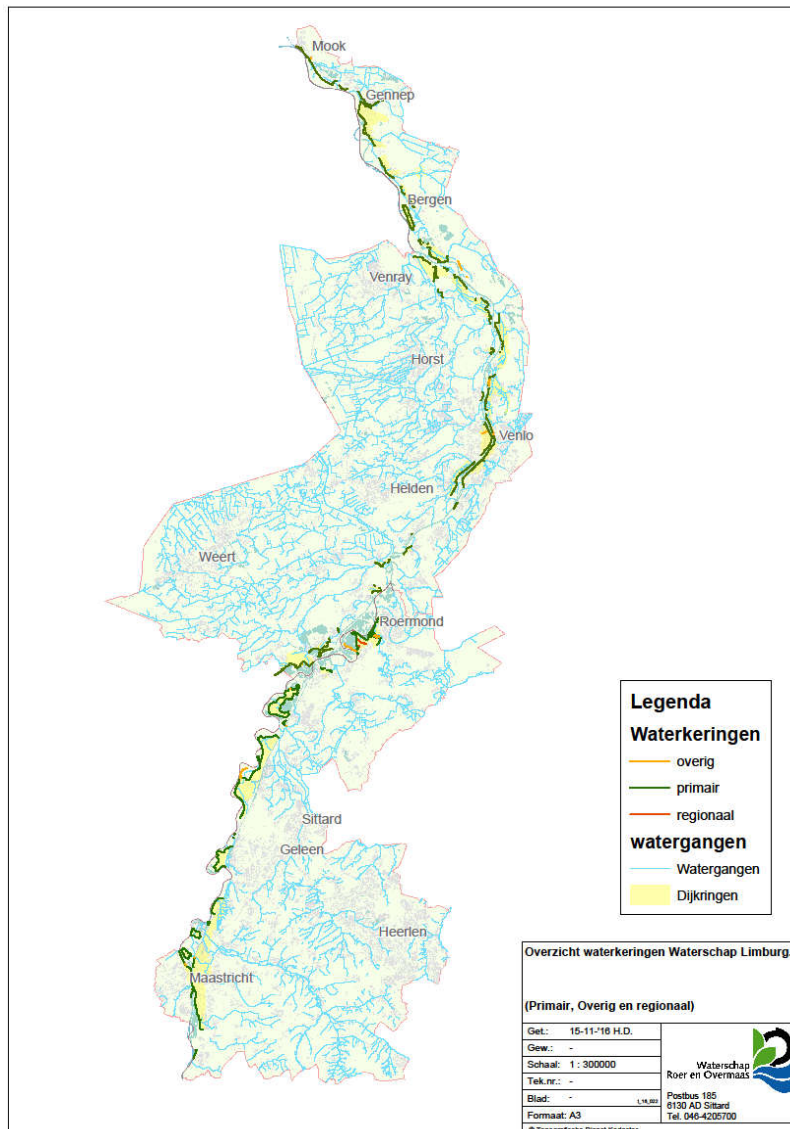 Mook
Gennep
Bergen
Venray
Horst
Venlo
Helden
Weert
Roermond
Sittard
Geleen
Heerlen
Maastricht
Legenda
Waterkeringen
overig
primair
regionaal
watergangen
Watergangen
Dijkringen
Overzicht waterkeringen Waterschap Limburg.
(Primair, Overig en regionaal)
Get.: 15-11-'16 H.D.
Gew.: -
Schaal: 1 : 300000
Tek.nr.: -
Blad: -
Formaat: A3
Waterschap
Roer en Overmaas
Postbus 185
6130 AD Sittard
Tel. 046-4205700